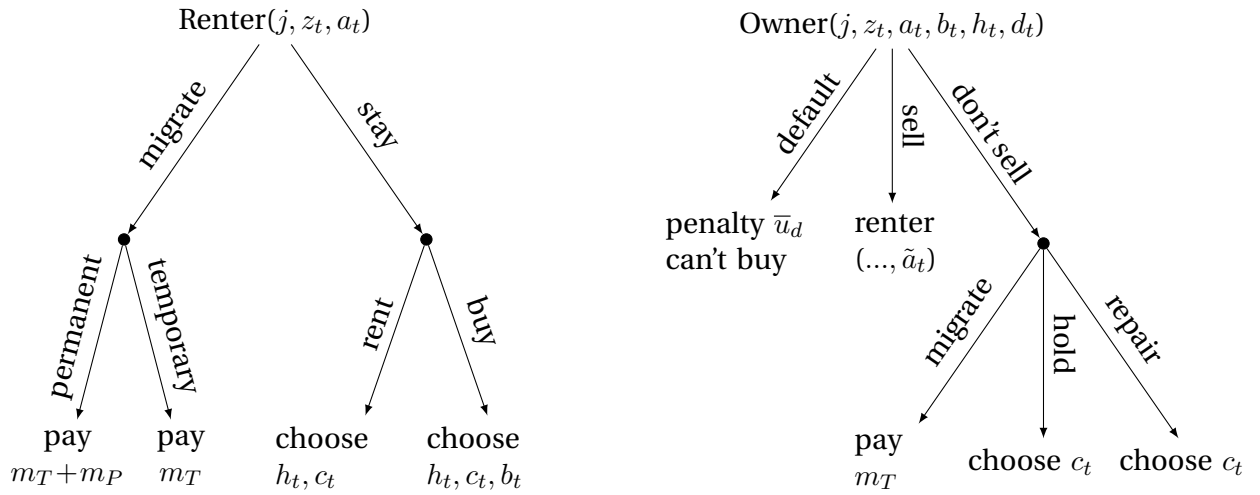 Renter(j, z_t, a_t)
migrate
stay
permanent
temporary
rent
buy
pay
m_T + m_P
pay
m_T
choose
h_t, c_t
choose
h_t, c_t, b_t
Owner(j, z_t, a_t, b_t, h_t, d_t)
default
sell
don't sell
penalty u̅_d
can't buy
renter
(..., ã_t)
migrate
hold
repair
pay
m_T
choose c_t
choose c_t